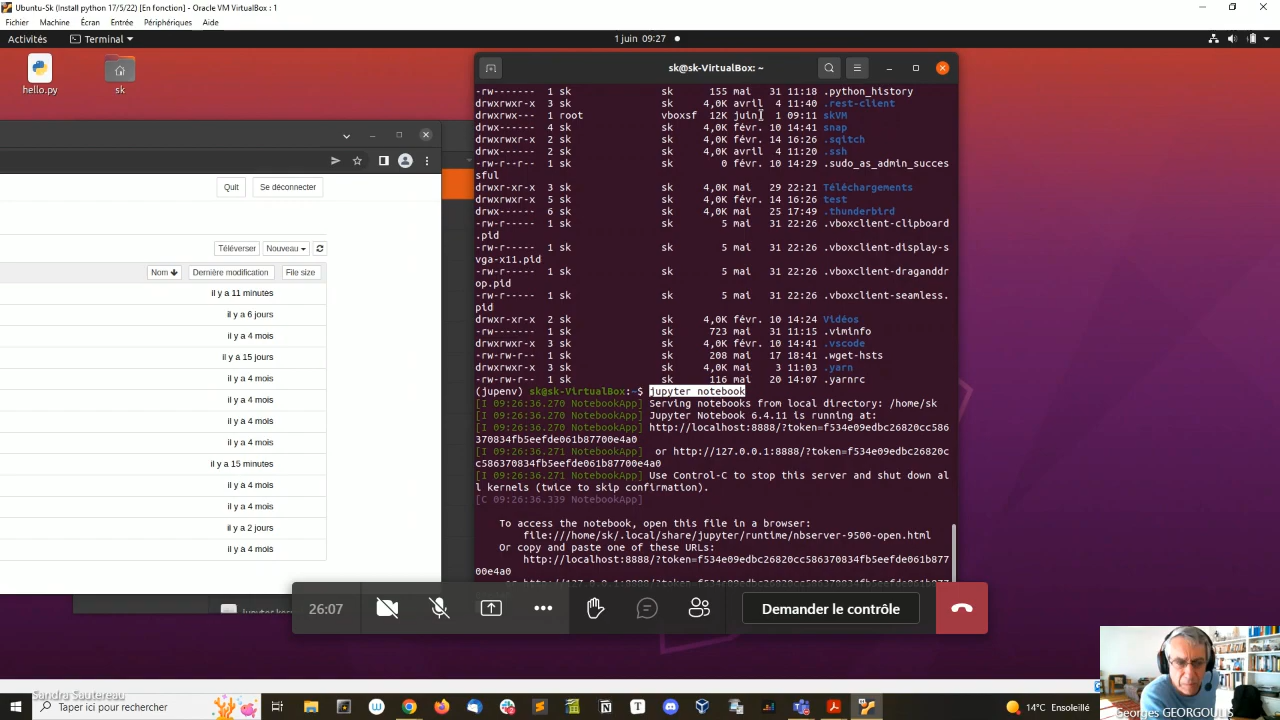 Ubuntu-Sk (Install python 17/5/22) [En fonction] - Oracle VM VirtualBox : 1
Fichier Machine Écran Entrée Périphériques Aide
Activités Terminal 1 juin 09:27
hello.py sk
sk@sk-VirtualBox: ~
-rw------- 1 sk sk 155 mai 31 11:18 .python_history
drwxrwxr-x 3 sk sk 4,0K avril 4 11:40 .rest-client
drwxrwx--- 1 root vboxsf 12K juin 1 09:11 skVM
drwx------ 4 sk sk 4,0K févr. 10 14:41 snap
drwxrwxr-x 2 sk sk 4,0K févr. 14 16:26 .sqitch
drwx------ 2 sk sk 4,0K avril 4 11:20 .ssh
-rw-r--r-- 1 sk sk 0 févr. 10 14:29 .sudo_as_admin_succes
sful
drwxr-xr-x 3 sk sk 4,0K mai 29 22:21 Téléchargements
drwxrwxr-x 5 sk sk 4,0K févr. 14 16:26 test
drwx------ 6 sk sk 4,0K mai 25 17:49 .thunderbird
-rw-r----- 1 sk sk 5 mai 31 22:26 .vboxclient-clipboard
.pid
-rw-r----- 1 sk sk 5 mai 31 22:26 .vboxclient-display-s
vga-x11.pid
-rw-r----- 1 sk sk 5 mai 31 22:26 .vboxclient-draganddr
op.pid
-rw-r----- 1 sk sk 5 mai 31 22:26 .vboxclient-seamless.
pid
drwxr-xr-x 2 sk sk 4,0K févr. 10 14:24 Vidéos
-rw------- 1 sk sk 723 mai 31 11:15 .viminfo
drwxrwxr-x 3 sk sk 4,0K févr. 10 14:41 .vscode
-rw-rw-r-- 1 sk sk 208 mai 17 18:41 .wget-hsts
drwxrwxr-x 3 sk sk 4,0K mai 3 11:03 .yarn
-rw-rw-r-- 1 sk sk 116 mai 20 14:07 .yarnrc
(jupenv) sk@sk-VirtualBox:~$ jupyter notebook
[I 09:26:36.270 NotebookApp] Serving notebooks from local directory: /home/sk
[I 09:26:36.270 NotebookApp] Jupyter Notebook 6.4.11 is running at:
[I 09:26:36.270 NotebookApp] http://localhost:8888/?token=f534e09edbc26820cc586
370834fb5eefde061b87700e4a0
[I 09:26:36.271 NotebookApp] or http://127.0.0.1:8888/?token=f534e09edbc26820c
c586370834fb5eefde061b87700e4a0
[I 09:26:36.271 NotebookApp] Use Control-C to stop this server and shut down al
l kernels (twice to skip confirmation).
[C 09:26:36.339 NotebookApp]
To access the notebook, open this file in a browser:
file:///home/sk/.local/share/jupyter/runtime/nbserver-9500-open.html
Or copy and paste one of these URLs:
http://localhost:8888/?token=f534e09edbc26820cc586370834fb5eefde061b877
00e4a0
Quit Se déconnecter
Téléverser Nouveau
Nom Dernière modification File size
il y a 11 minutes
il y a 6 jours
il y a 4 mois
il y a 15 jours
il y a 4 mois
il y a 4 mois
il y a 4 mois
il y a 4 mois
il y a 15 minutes
il y a 4 mois
il y a 4 mois
il y a 2 jours
il y a 4 mois
26:07 Demander le contrôle
Sandra Sautereau
Georges GEORGOULIS
Taper ici pour rechercher 14°C Ensoleillé